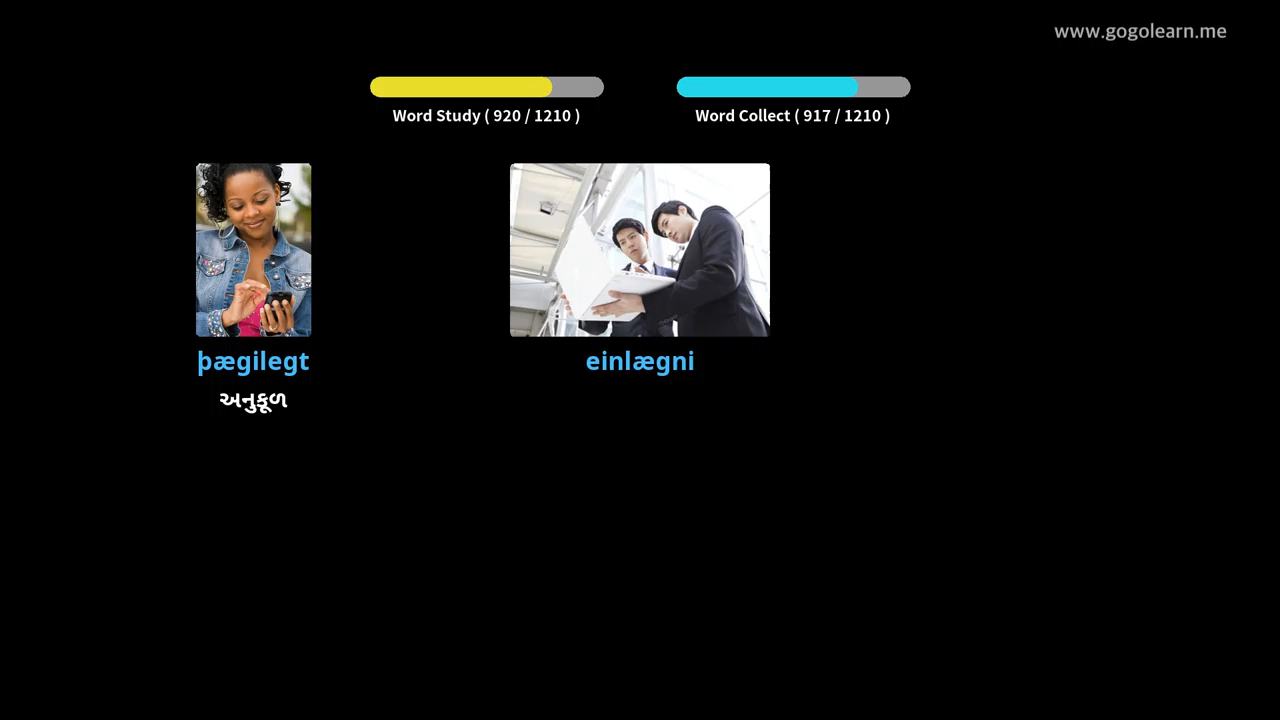 www.gogolearn.me
Word Study ( 920 / 1210 )
Word Collect ( 917 / 1210 )
þægilegt
einlægni
અનુકૂળ